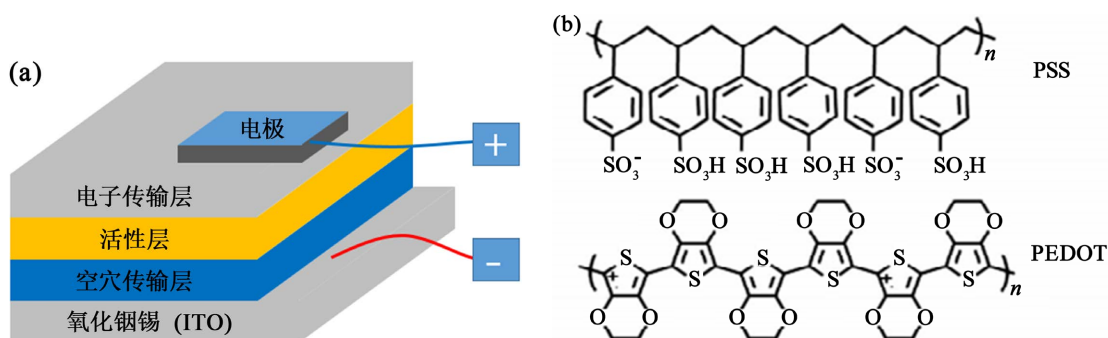 (a)
电极
+
电子传输层
活性层
空穴传输层
-
氧化铟锡 (ITO)
(b)
n
PSS
SO₃⁻ SO₃H SO₃H SO₃H SO₃⁻ SO₃H
O O O O
S S S
PEDOT
+ S S + S
n
O O O O O O